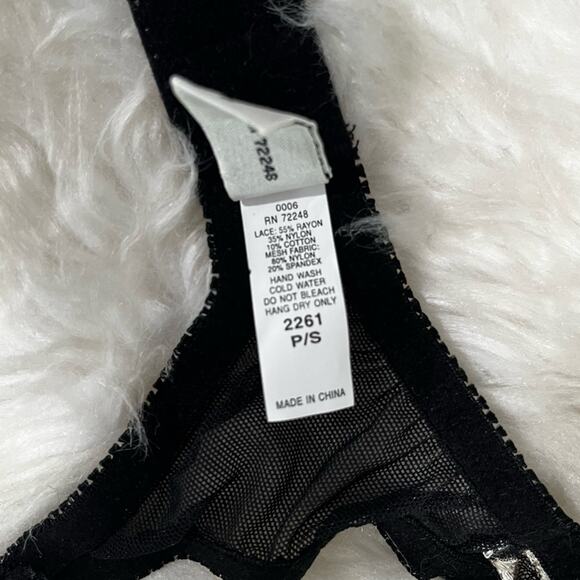 72248
0006
RN 72248
LACE: 55% RAYON
35% NYLON
10% COTTON
MESH FABRIC:
80% NYLON
20% SPANDEX
HAND WASH
COLD WATER
DO NOT BLEACH
HANG DRY ONLY
2261
P/S
MADE IN CHINA